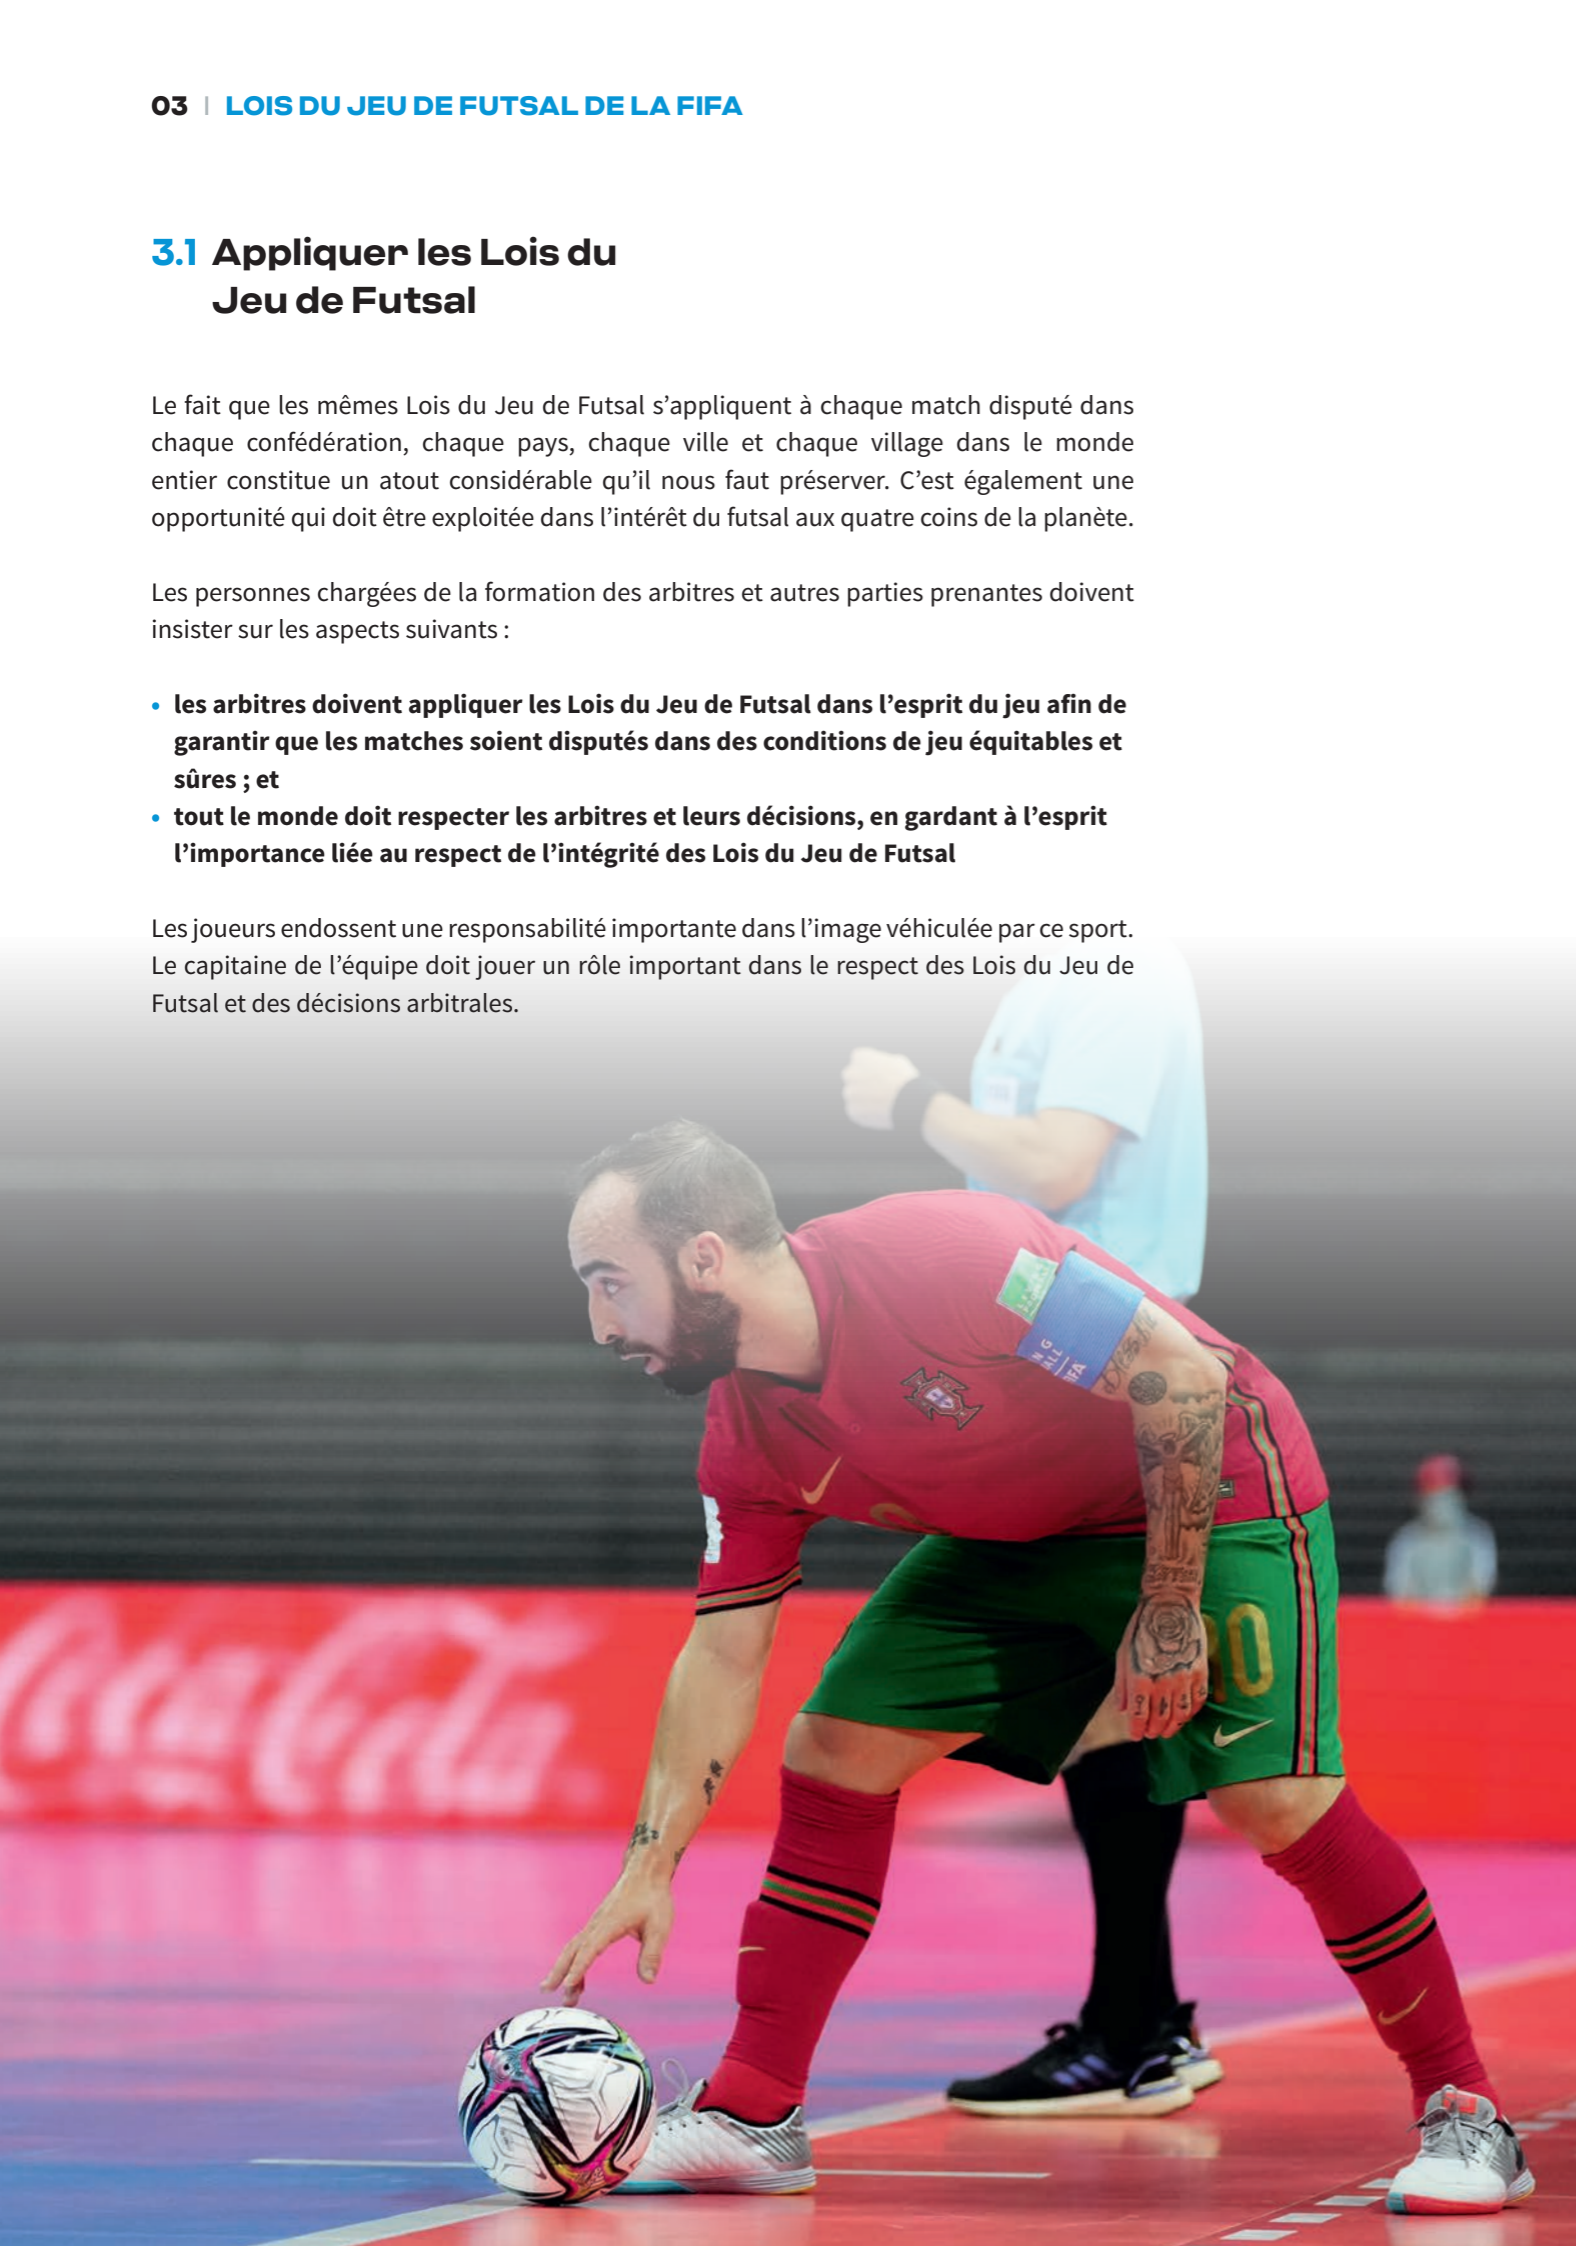 03 | LOIS DU JEU DE FUTSAL DE LA FIFA
3.1 Appliquer les Lois du
Jeu de Futsal
Le fait que les mêmes Lois du Jeu de Futsal s’appliquent à chaque match disputé dans
chaque confédération, chaque pays, chaque ville et chaque village dans le monde
entier constitue un atout considérable qu’il nous faut préserver. C’est également une
opportunité qui doit être exploitée dans l’intérêt du futsal aux quatre coins de la planète.
Les personnes chargées de la formation des arbitres et autres parties prenantes doivent
insister sur les aspects suivants :
• les arbitres doivent appliquer les Lois du Jeu de Futsal dans l’esprit du jeu afin de
garantir que les matches soient disputés dans des conditions de jeu équitables et
sûres ; et
• tout le monde doit respecter les arbitres et leurs décisions, en gardant à l’esprit
l’importance liée au respect de l’intégrité des Lois du Jeu de Futsal
Les joueurs endossent une responsabilité importante dans l’image véhiculée par ce sport.
Le capitaine de l’équipe doit jouer un rôle important dans le respect des Lois du Jeu de
Futsal et des décisions arbitrales.
Coca-Cola
10